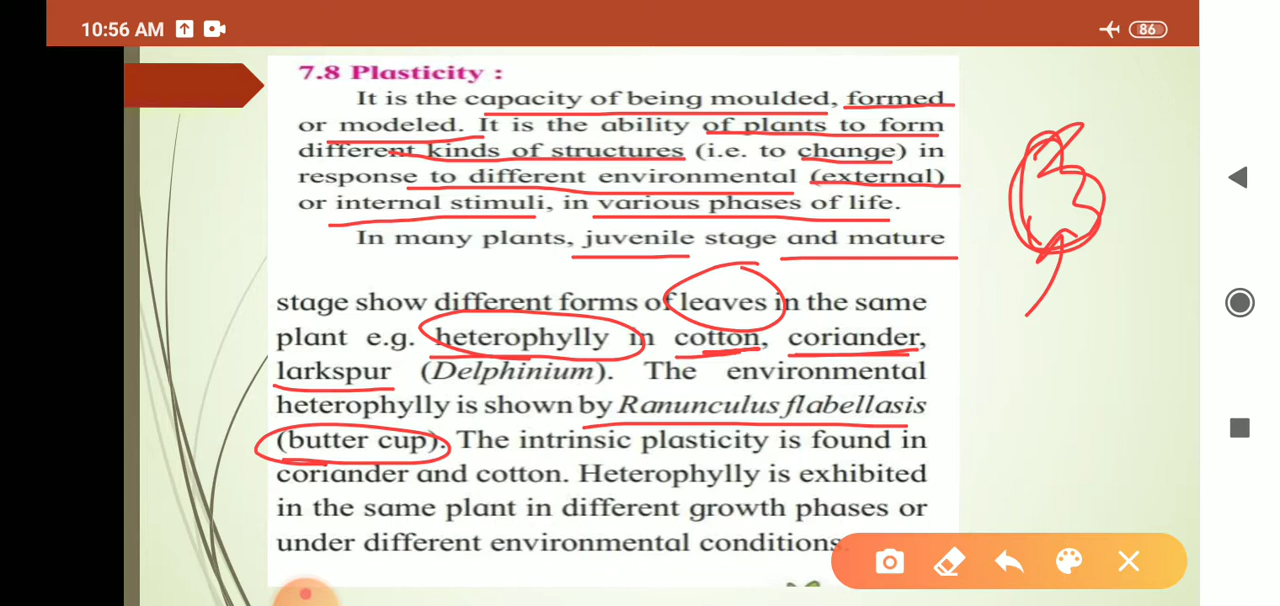 10:56 AM
86
7.8 Plasticity :
It is the capacity of being moulded, formed
or modeled. It is the ability of plants to form
different kinds of structures (i.e. to change) in
response to different environmental (external)
or internal stimuli, in various phases of life.
In many plants, juvenile stage and mature
stage show different forms of leaves in the same
plant e.g. heterophylly in cotton, coriander,
larkspur (Delphinium). The environmental
heterophylly is shown by Ranunculus flabellasis
(butter cup). The intrinsic plasticity is found in
coriander and cotton. Heterophylly is exhibited
in the same plant in different growth phases or
under different environmental conditions.